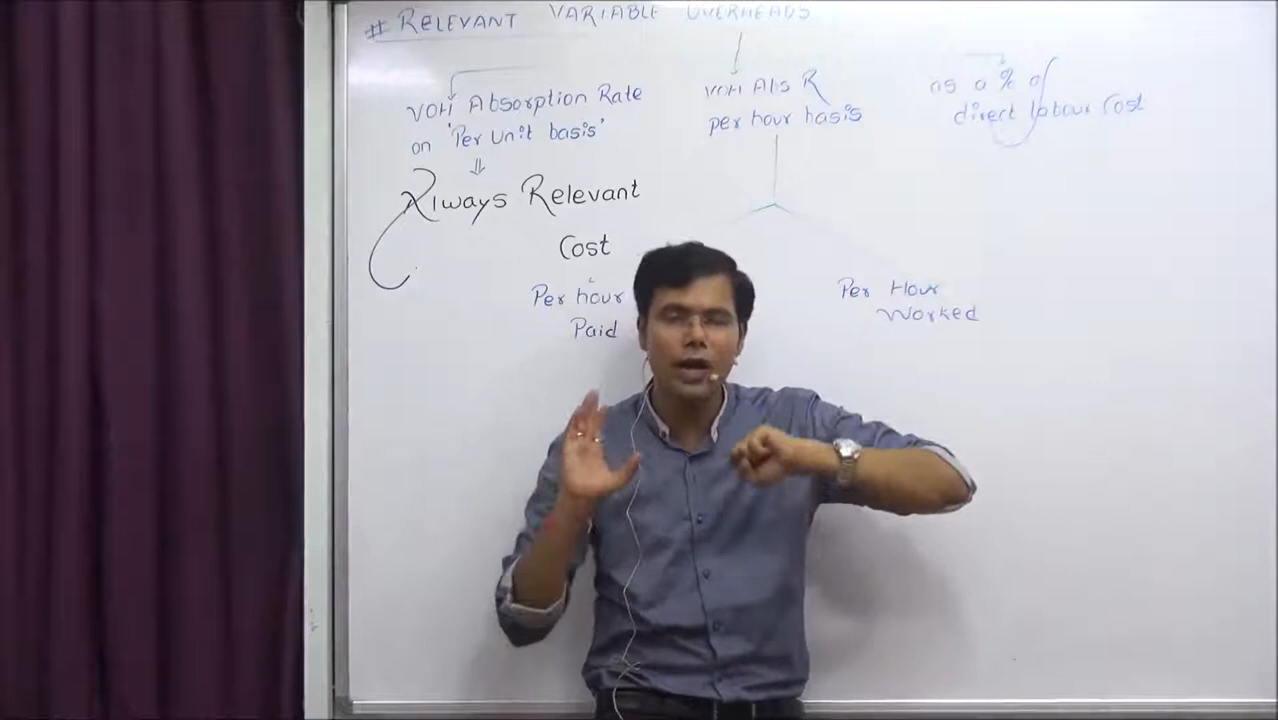 # RELEVANT VARIABLE OVERHEADS
VOH Absorption Rate
on 'Per Unit basis'
⇓
Always Relevant
Cost
VOH Abs R
per hour basis
Per hour
Paid
Per Hour
Worked
as a % of
direct labour Cost